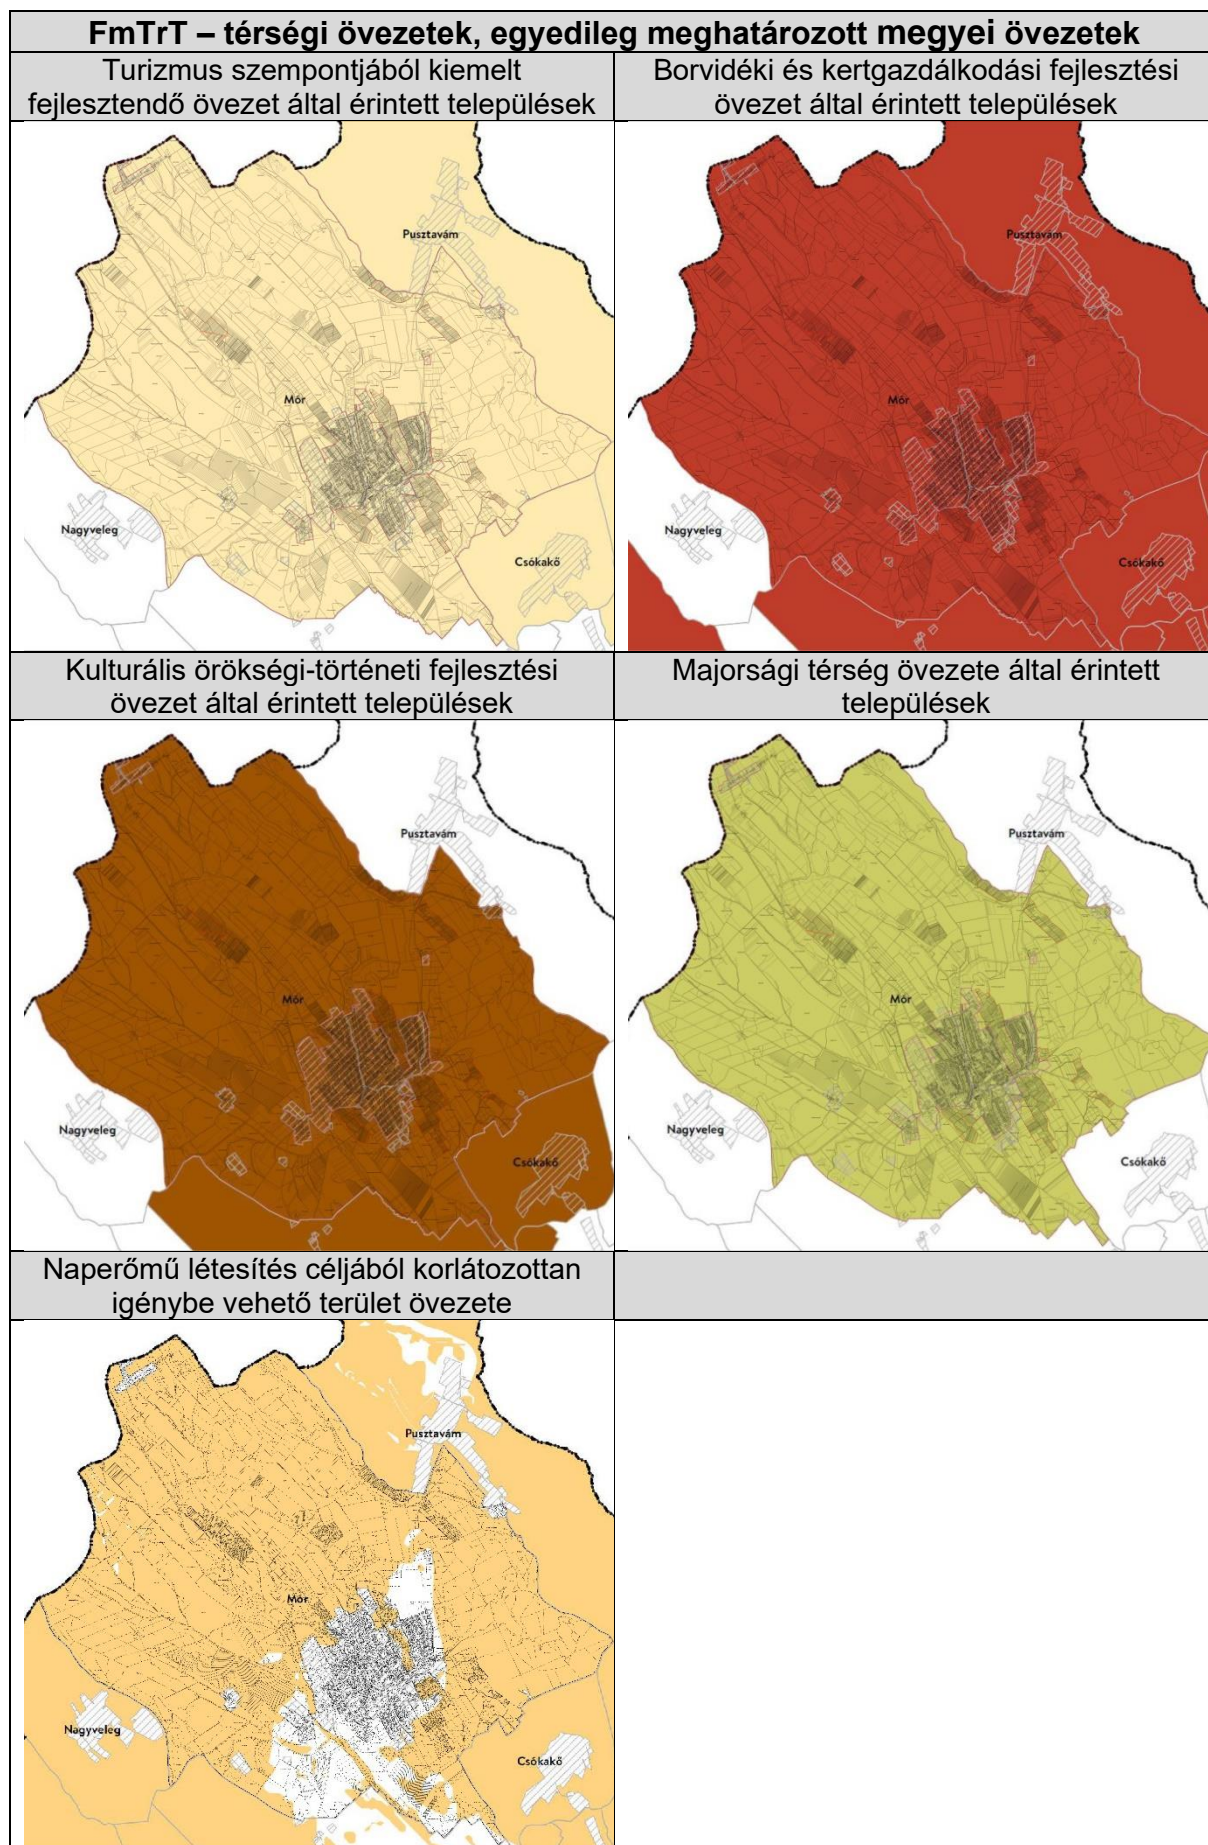 FmTrT – térségi övezetek, egyedileg meghatározott megyei övezetek
Turizmus szempontjából kiemelt
fejlesztendő övezet által érintett települések
Borvidéki és kertgazdálkodási fejlesztési
övezet által érintett települések
Pusztavám
Mór
Nagyveleg
Csókakő
Pusztavám
Mór
Nagyveleg
Csókakő
Kulturális örökségi-történeti fejlesztési
övezet által érintett települések
Majorsági térség övezete által érintett
települések
Pusztavám
Mór
Nagyveleg
Csókakő
Pusztavám
Mór
Nagyveleg
Csókakő
Naperőmű létesítés céljából korlátozottan
igénybe vehető terület övezete
Pusztavám
Mór
Nagyveleg
Csókakő